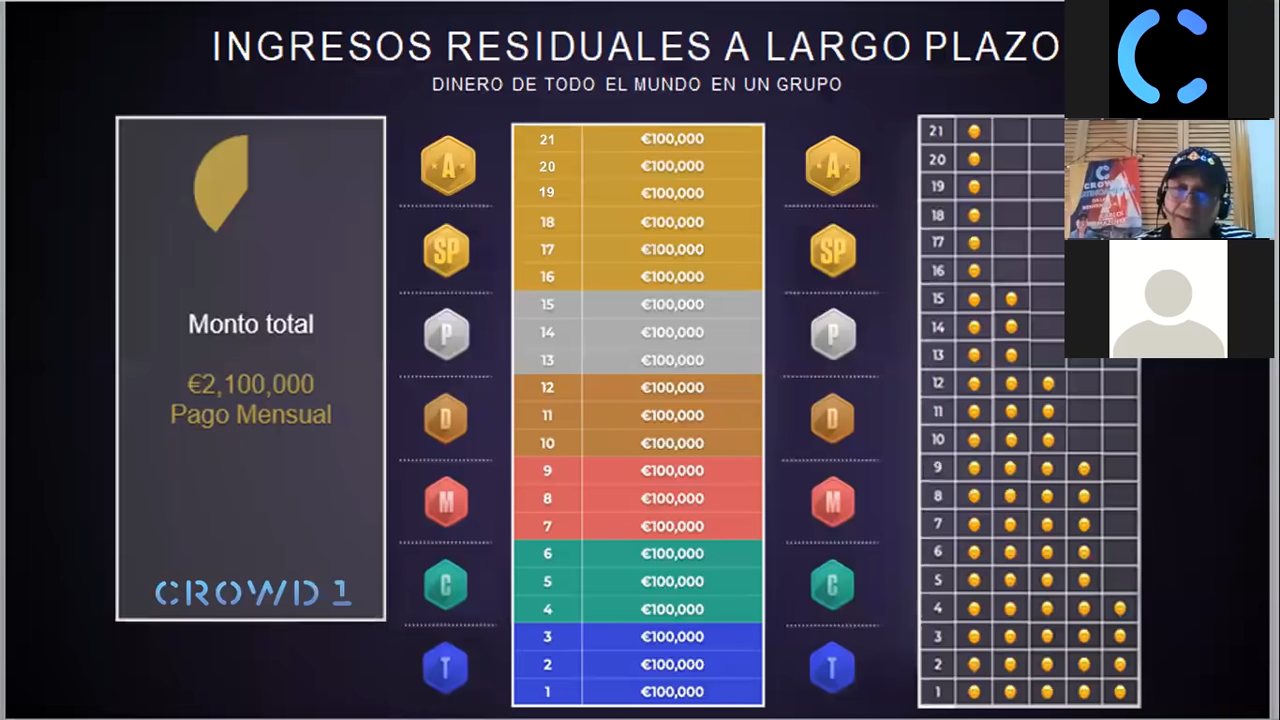 INGRESOS RESIDUALES A LARGO PLAZO
DINERO DE TODO EL MUNDO EN UN GRUPO
Monto total
€2,100,000
Pago Mensual
CROWD 1
A
SP
P
D
M
C
T
21 €100,000
20 €100,000
19 €100,000
18 €100,000
17 €100,000
16 €100,000
15 €100,000
14 €100,000
13 €100,000
12 €100,000
11 €100,000
10 €100,000
9 €100,000
8 €100,000
7 €100,000
6 €100,000
5 €100,000
4 €100,000
3 €100,000
2 €100,000
1 €100,000
A
SP
P
D
M
C
T
21
20
19
18
17
16
15
14
13
12
11
10
9
8
7
6
5
4
3
2
1